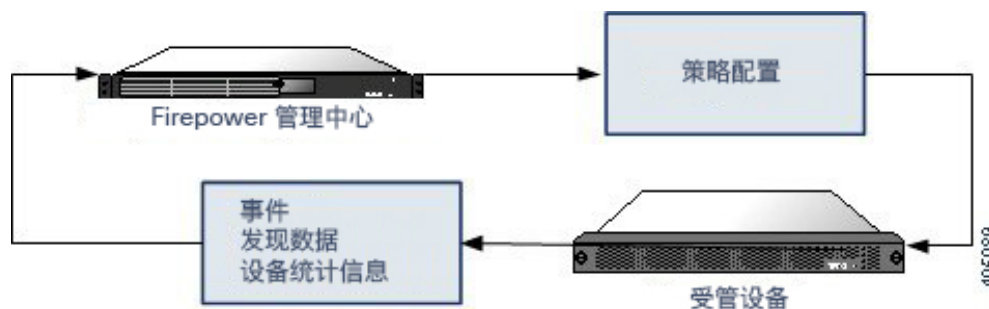 策略配置
Firepower 管理中心
事件
发现数据
设备统计信息
受管设备